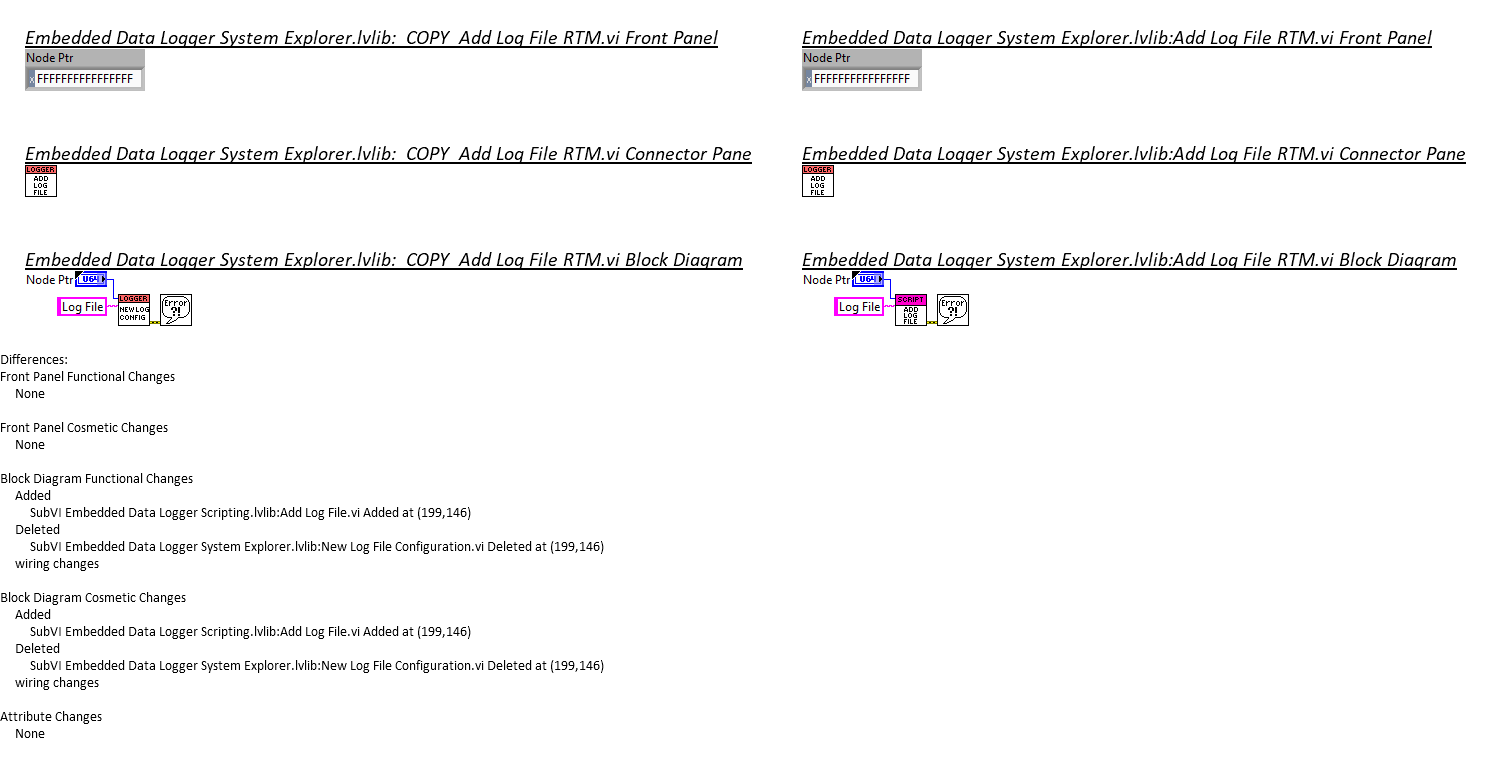 Embedded Data Logger System Explorer.lvlib:  COPY  Add Log File RTM.vi Front Panel
Node Ptr
x FFFFFFFFFFFFFFFF
Embedded Data Logger System Explorer.lvlib:Add Log File RTM.vi Front Panel
Node Ptr
x FFFFFFFFFFFFFFFF
Embedded Data Logger System Explorer.lvlib:  COPY  Add Log File RTM.vi Connector Pane
LOGGER
ADD
LOG
FILE
Embedded Data Logger System Explorer.lvlib:Add Log File RTM.vi Connector Pane
LOGGER
ADD
LOG
FILE
Embedded Data Logger System Explorer.lvlib:  COPY  Add Log File RTM.vi Block Diagram
Node Ptr U64
Log File
LOGGER
NEW LOG
CONFIG
Error
?!
Embedded Data Logger System Explorer.lvlib:Add Log File RTM.vi Block Diagram
Node Ptr U64
Log File
SCRIPT
ADD
LOG
FILE
Error
?!
Differences:
Front Panel Functional Changes
None
Front Panel Cosmetic Changes
None
Block Diagram Functional Changes
Added
SubVI Embedded Data Logger Scripting.lvlib:Add Log File.vi Added at (199,146)
Deleted
SubVI Embedded Data Logger System Explorer.lvlib:New Log File Configuration.vi Deleted at (199,146)
wiring changes
Block Diagram Cosmetic Changes
Added
SubVI Embedded Data Logger Scripting.lvlib:Add Log File.vi Added at (199,146)
Deleted
SubVI Embedded Data Logger System Explorer.lvlib:New Log File Configuration.vi Deleted at (199,146)
wiring changes
Attribute Changes
None